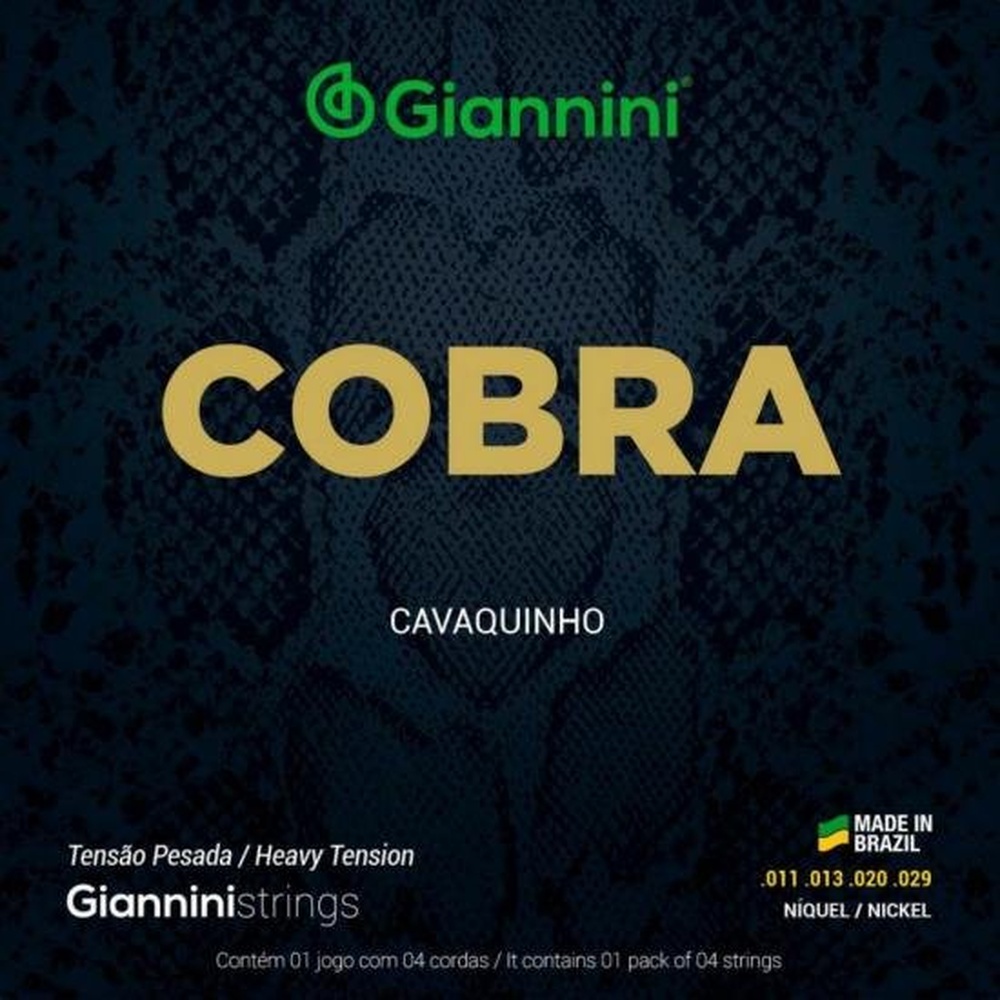 Giannini
COBRA
CAVAQUINHO
Tensão Pesada / Heavy Tension
Gianninistrings
MADE IN
BRAZIL
.011 .013 .020 .029
NÍQUEL / NICKEL
Contém 01 jogo com 04 cordas / It contains 01 pack of 04 strings